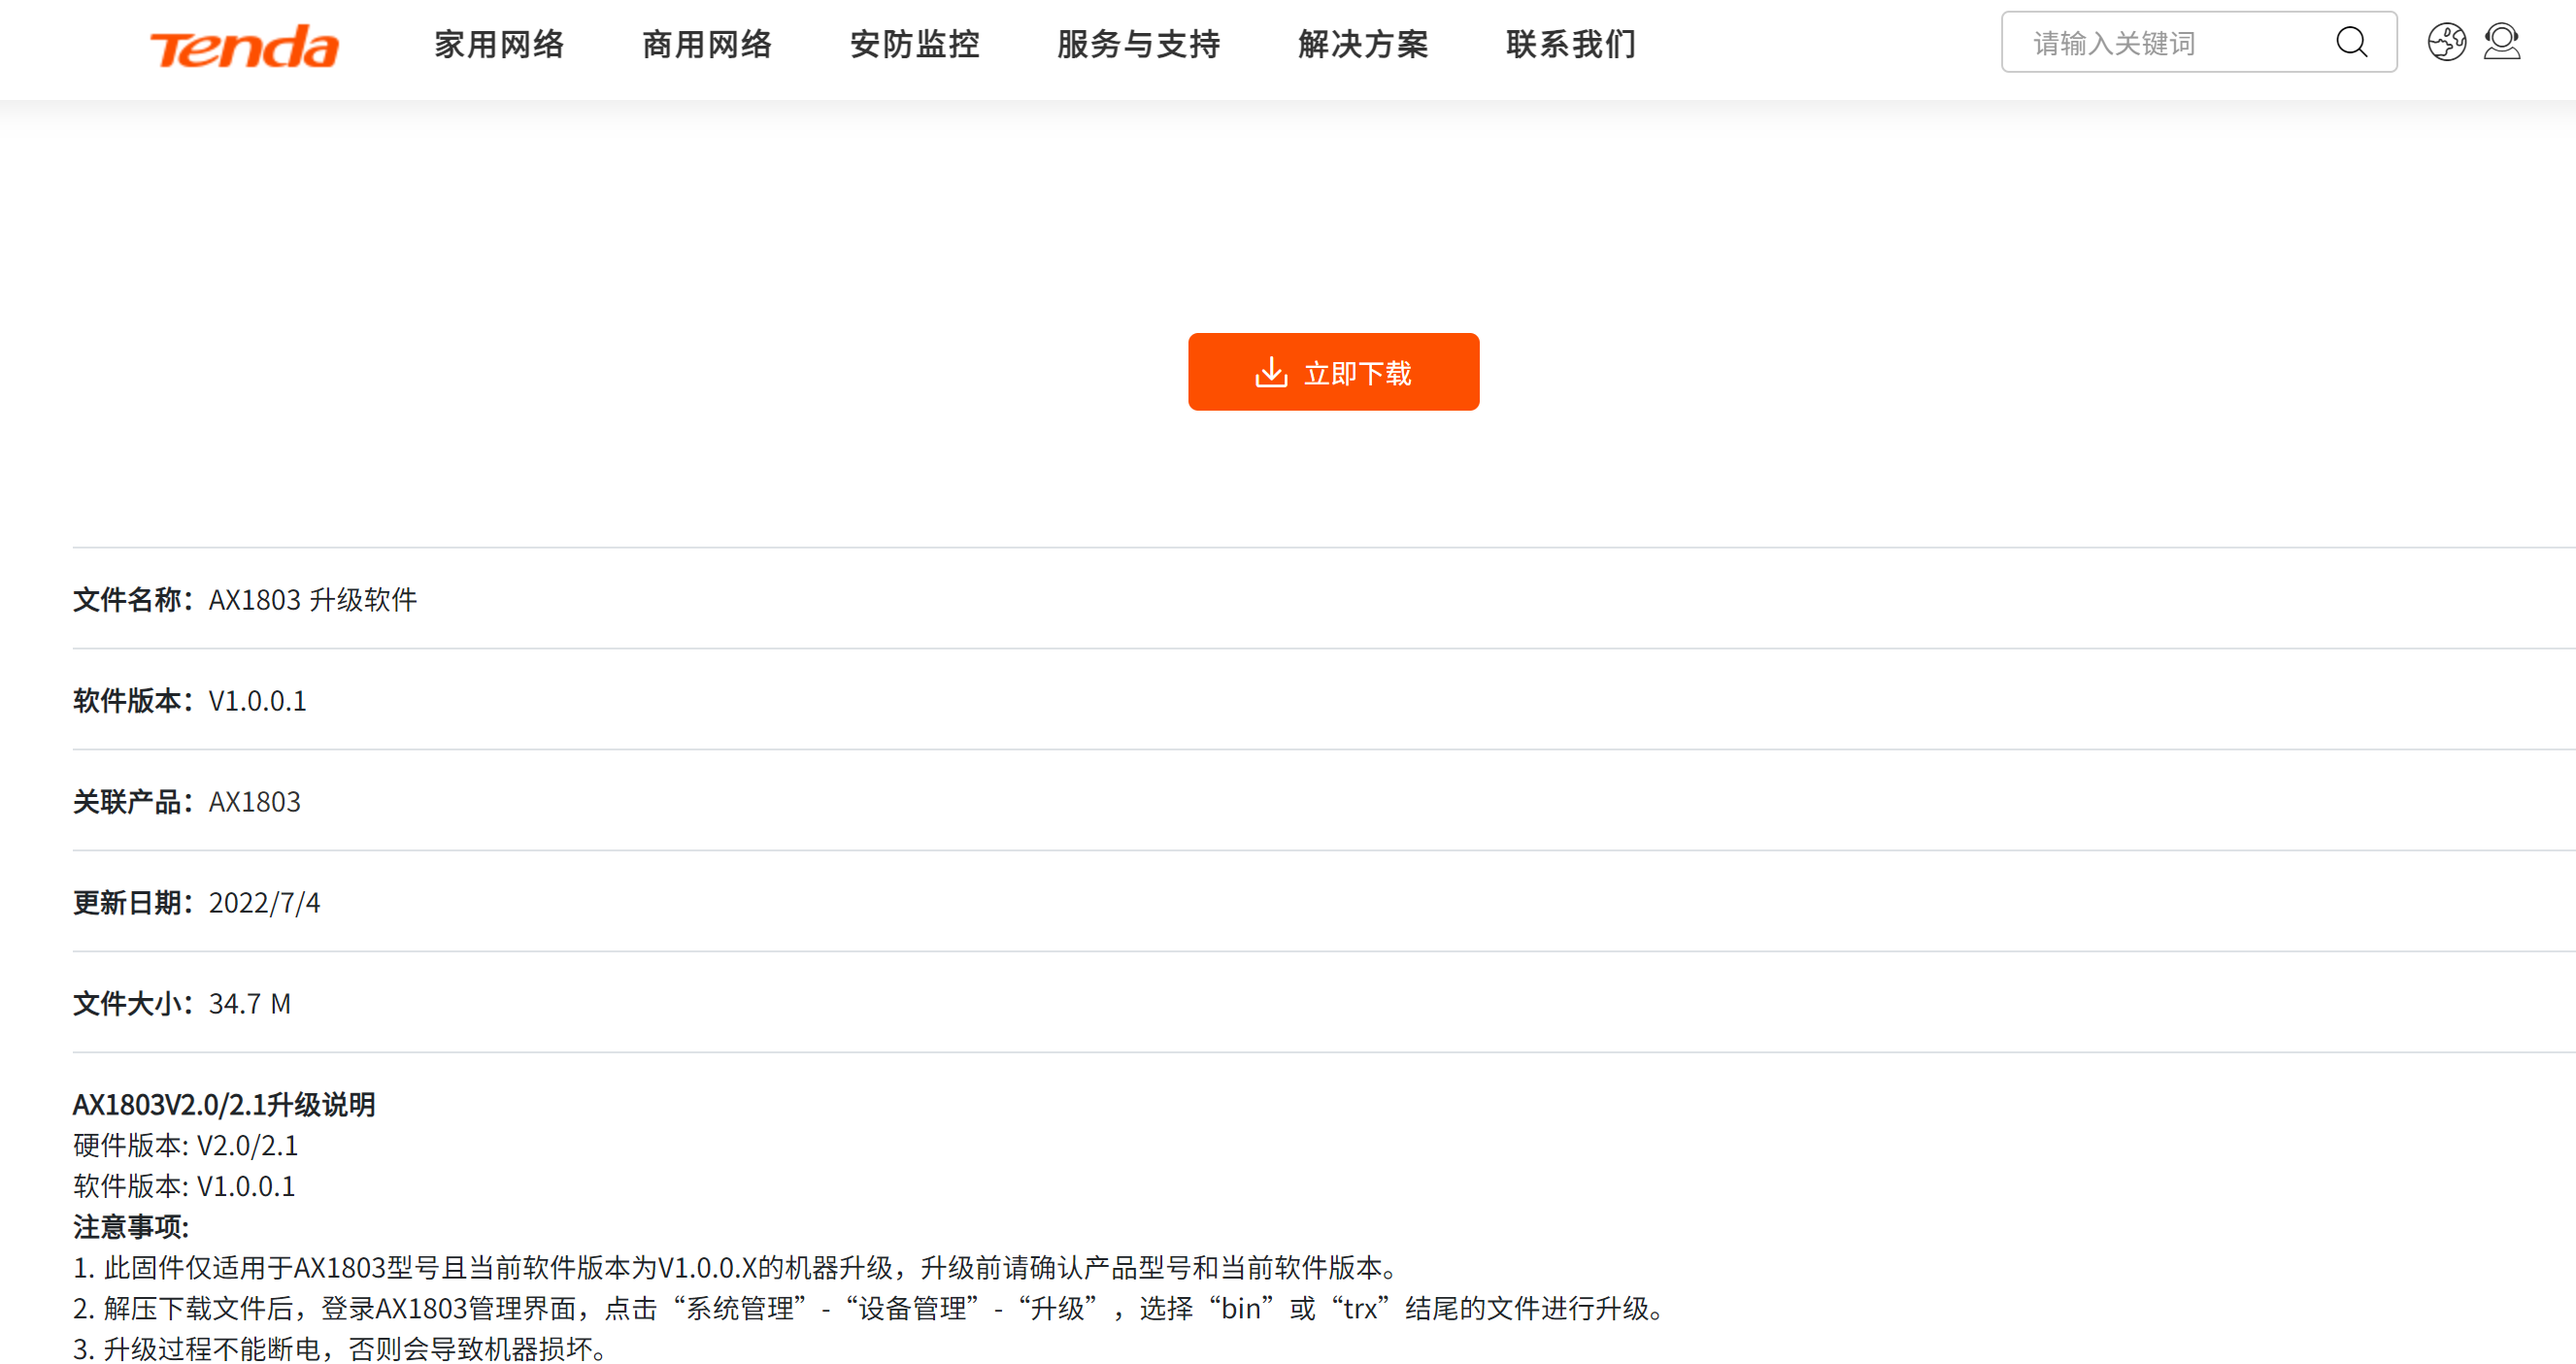 Tenda 家用网络 商用网络 安防监控 服务与支持 解决方案 联系我们 请输入关键词
立即下载
文件名称：AX1803 升级软件
软件版本：V1.0.0.1
关联产品：AX1803
更新日期：2022/7/4
文件大小：34.7 M
AX1803V2.0/2.1升级说明
硬件版本: V2.0/2.1
软件版本: V1.0.0.1
注意事项:
1. 此固件仅适用于AX1803型号且当前软件版本为V1.0.0.X的机器升级，升级前请确认产品型号和当前软件版本。
2. 解压下载文件后，登录AX1803管理界面，点击“系统管理”-“设备管理”-“升级”，选择“bin”或“trx”结尾的文件进行升级。
3. 升级过程不能断电，否则会导致机器损坏。